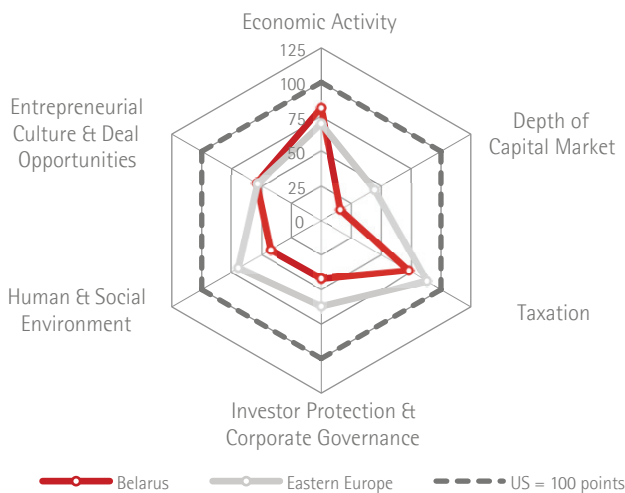 Economic Activity
125
100
75
50
25
0
Entrepreneurial
Culture & Deal
Opportunities
Depth of
Capital Market
Human & Social
Environment
Taxation
Investor Protection &
Corporate Governance
Belarus
Eastern Europe
US = 100 points